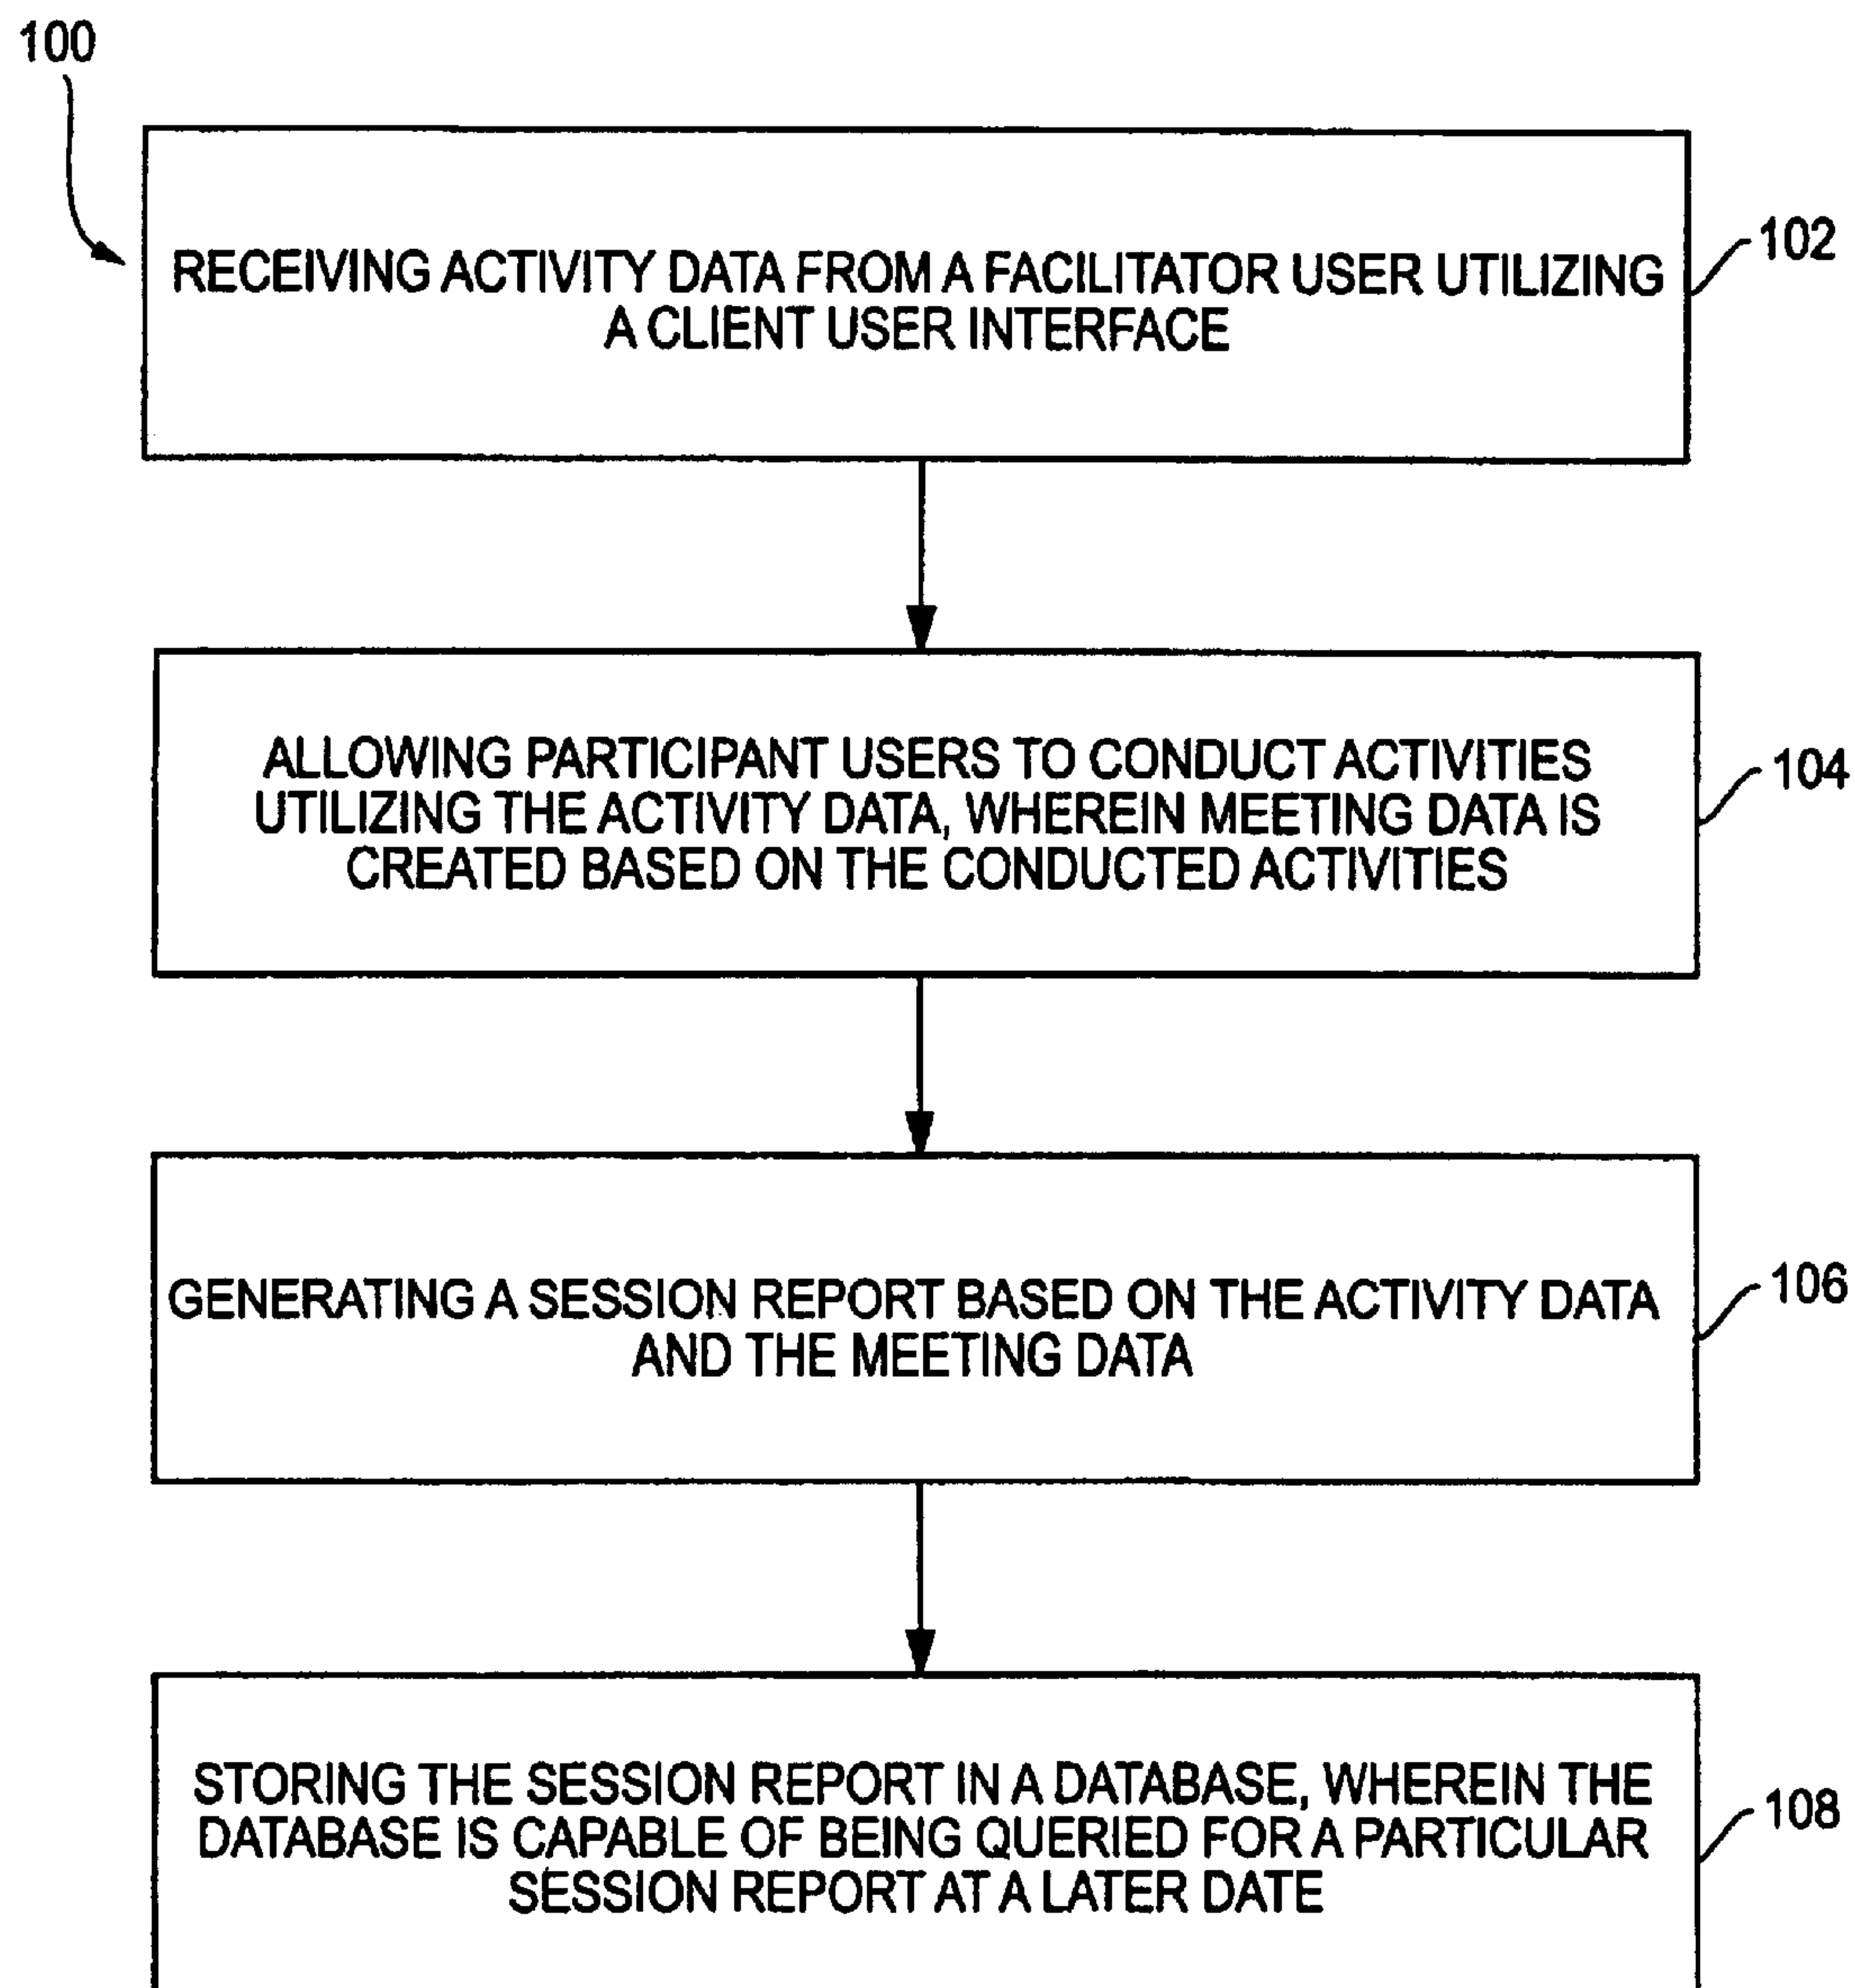 100
RECEIVING ACTIVITY DATA FROM A FACILITATOR USER UTILIZING
A CLIENT USER INTERFACE
102
ALLOWING PARTICIPANT USERS TO CONDUCT ACTIVITIES
UTILIZING THE ACTIVITY DATA, WHEREIN MEETING DATA IS
CREATED BASED ON THE CONDUCTED ACTIVITIES
104
GENERATING A SESSION REPORT BASED ON THE ACTIVITY DATA
AND THE MEETING DATA
106
STORING THE SESSION REPORT IN A DATABASE, WHEREIN THE
DATABASE IS CAPABLE OF BEING QUERIED FOR A PARTICULAR
SESSION REPORT AT A LATER DATE
108